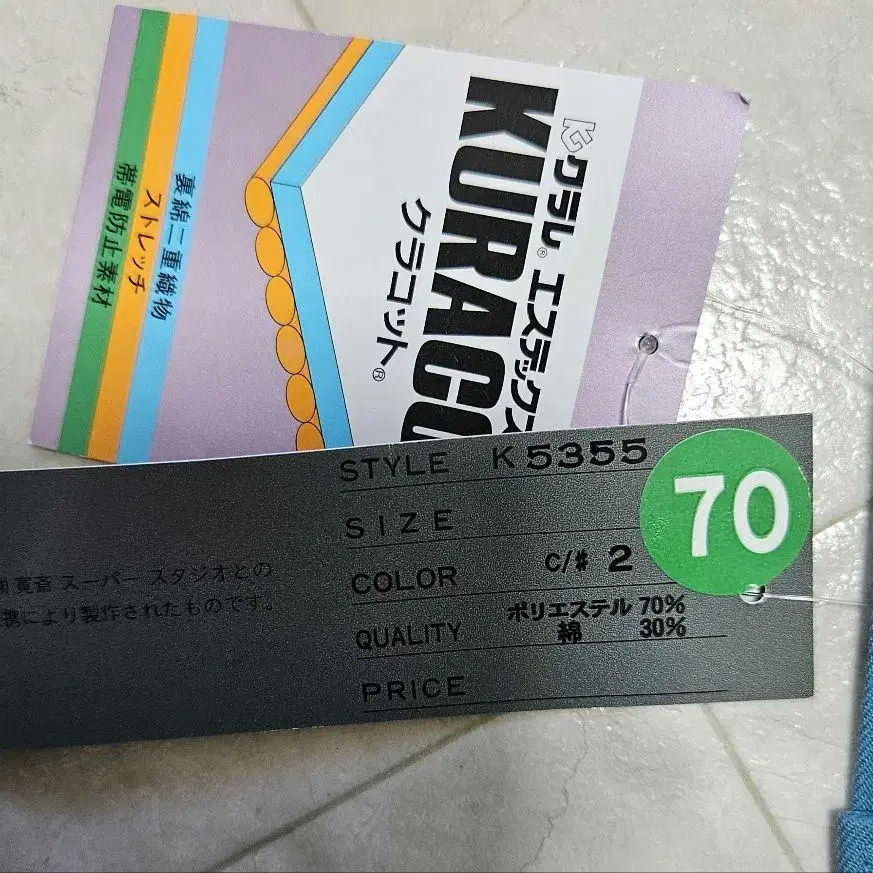 クラレ® エステックス
KURACO
クラコット®
裏綿二重織物
ストレッチ
帯電防止素材
STYLE K5355
SIZE
70
COLOR C/# 2
QUALITY ポリエステル 70%
綿 30%
PRICE
寛斎 スーパー スタジオとの
携により製作されたものです。